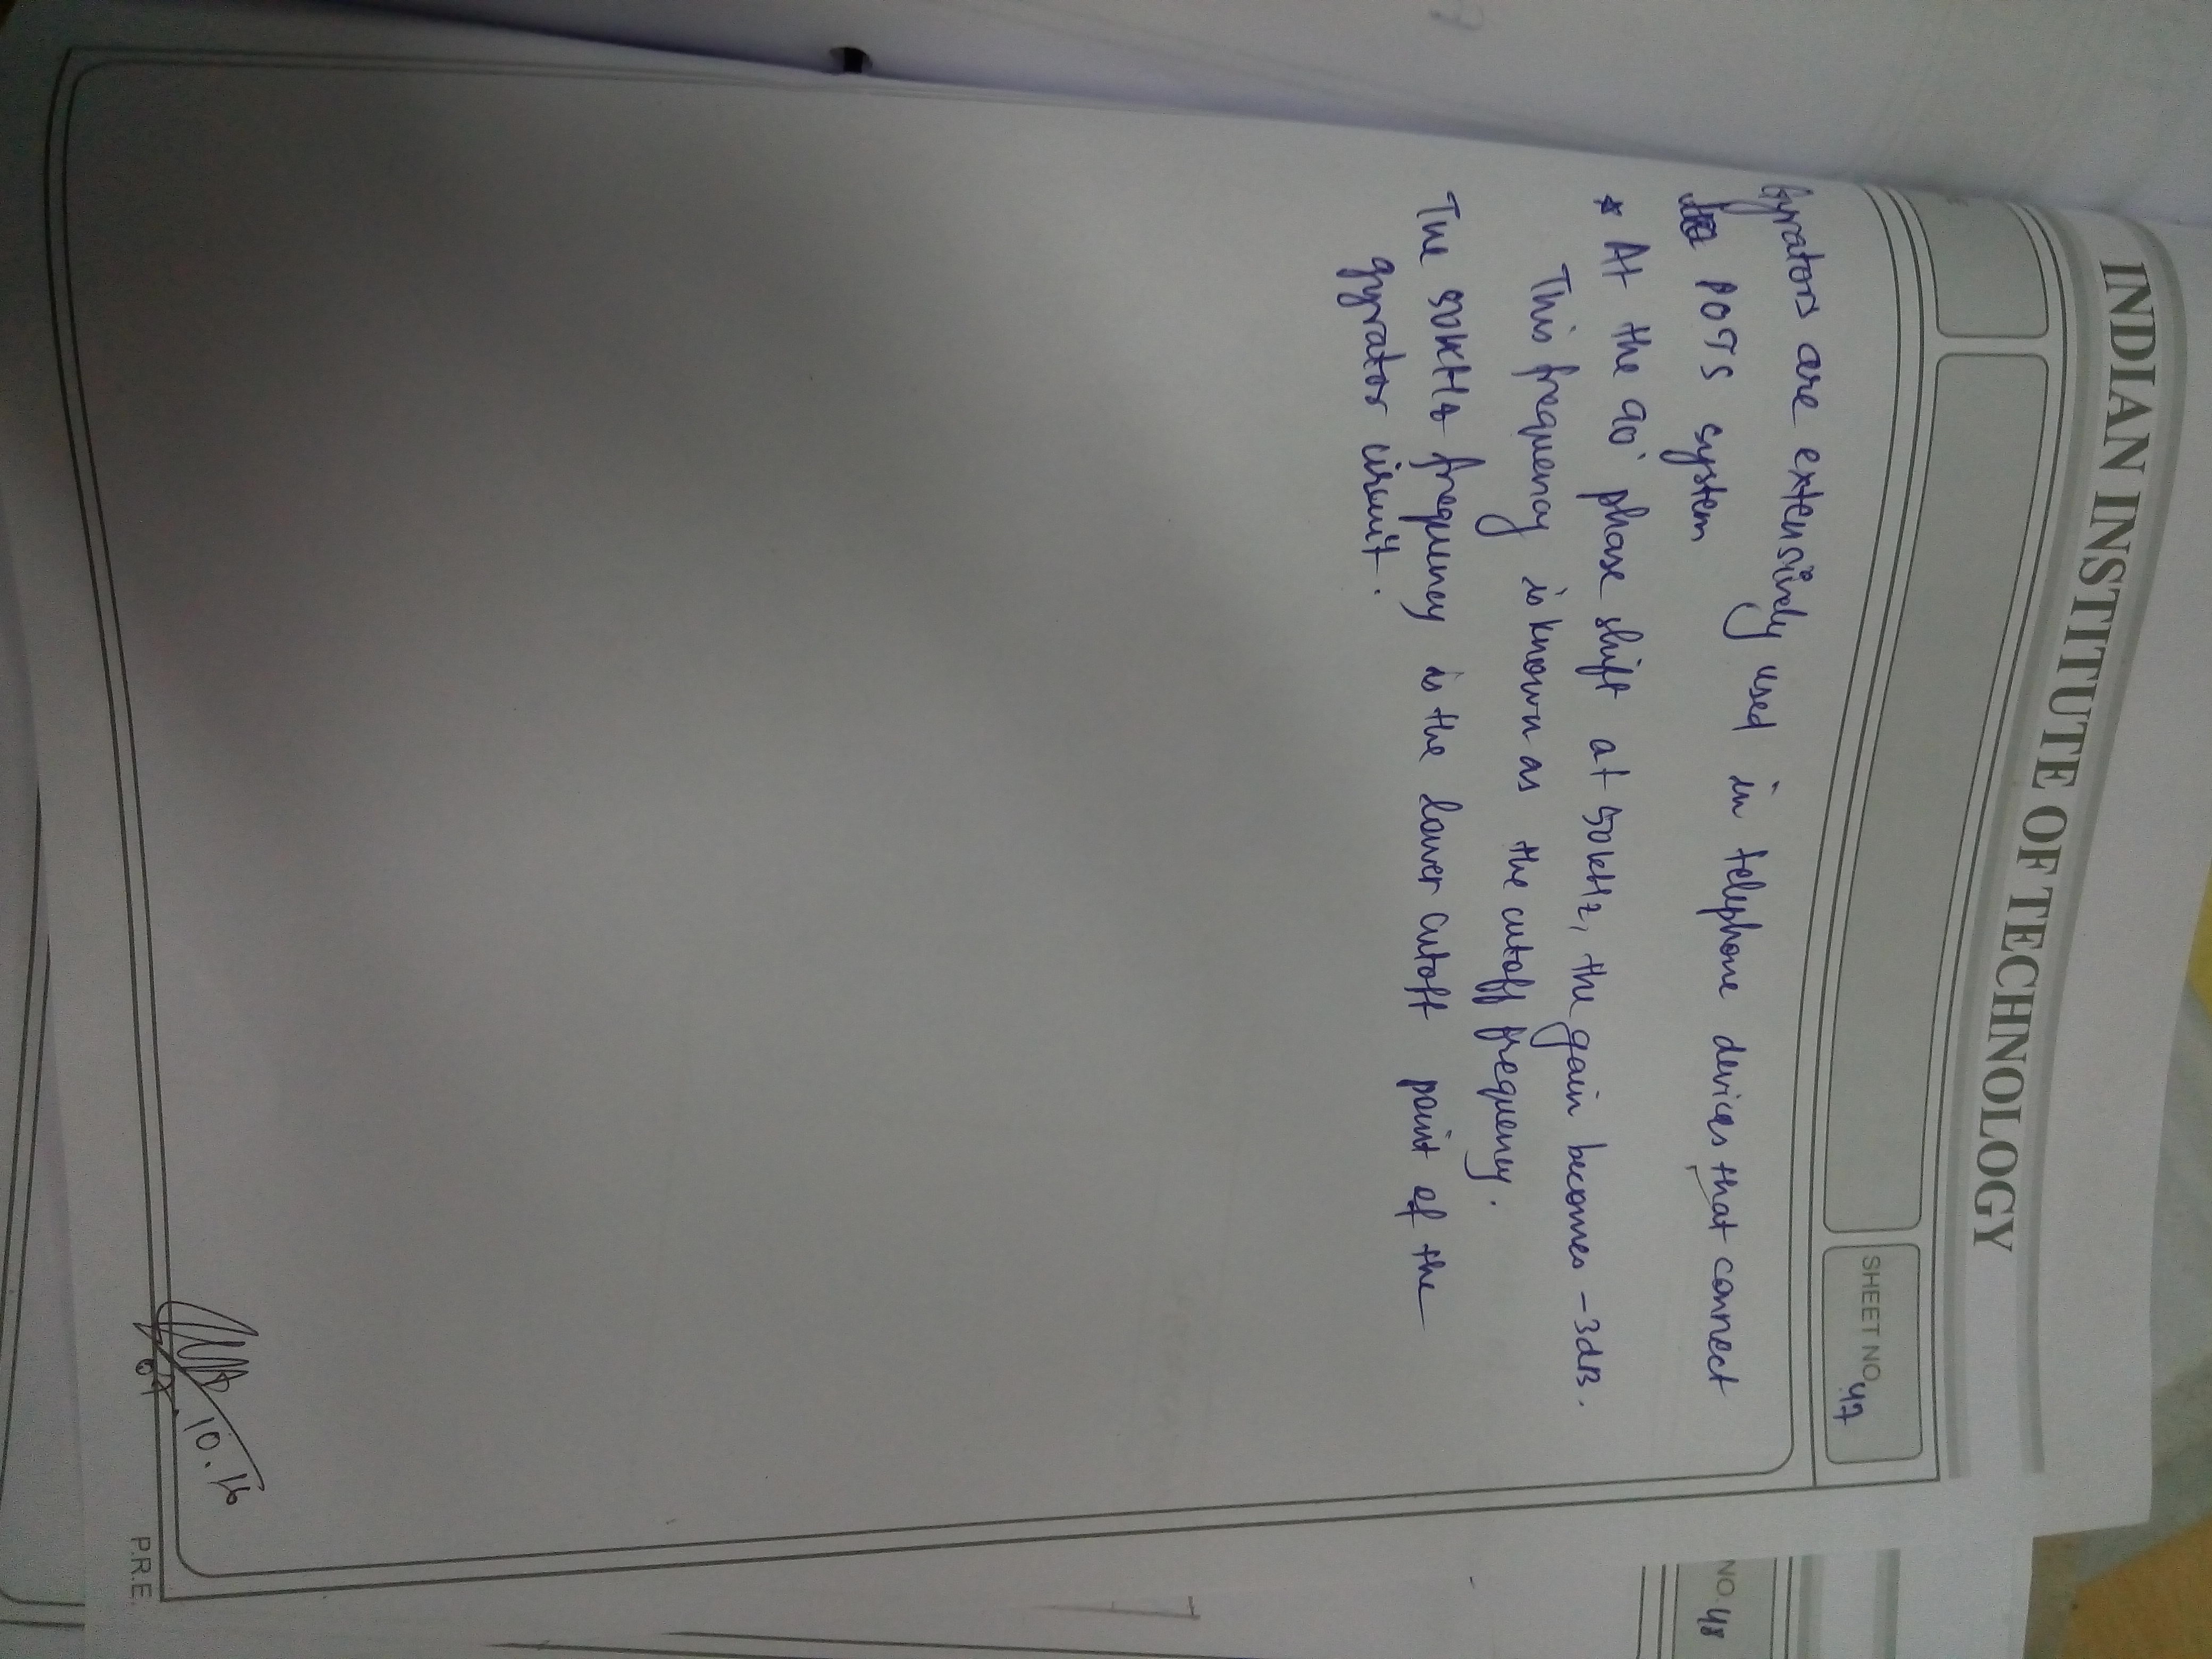 INDIAN INSTITUTE OF TECHNOLOGY
SHEET NO. 47
Gyrators are extensively used in telephone devices that connect
to POTS system
* At the 90° phase shift at 50kHz, the gain becomes -3dB.
This frequency is known as the cutoff frequency.
The 50kHz frequency is the lower cutoff point of the
gyrator circuit.
07.10.16
P.R.E.
NO. 48